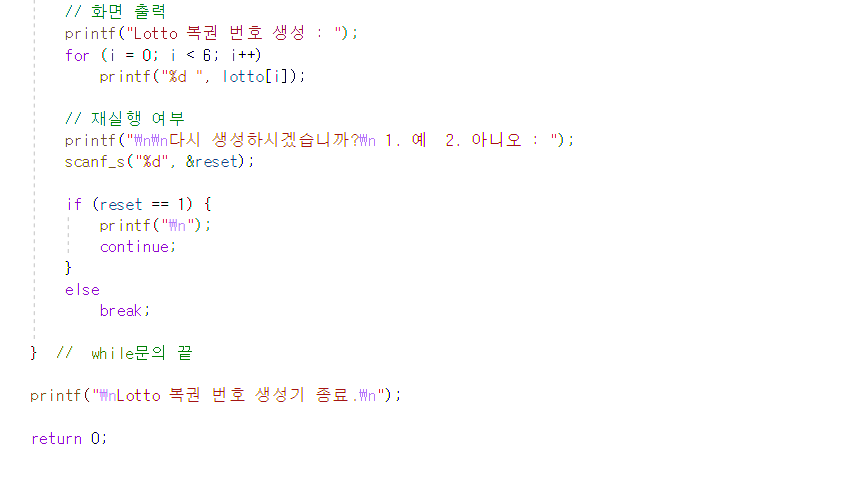 // 화면 출력
printf("Lotto 복권 번호 생성 : ");
for (i = 0; i < 6; i++)
printf("%d ", lotto[i]);
// 재실행 여부
printf("₩n₩n다시 생성하시겠습니까?₩n 1. 예  2. 아니오 : ");
scanf_s("%d", &reset);
if (reset == 1) {
printf("₩n");
continue;
}
else
break;
}  //  while문의 끝
printf("₩nLotto 복권 번호 생성기 종료.₩n");
return 0;